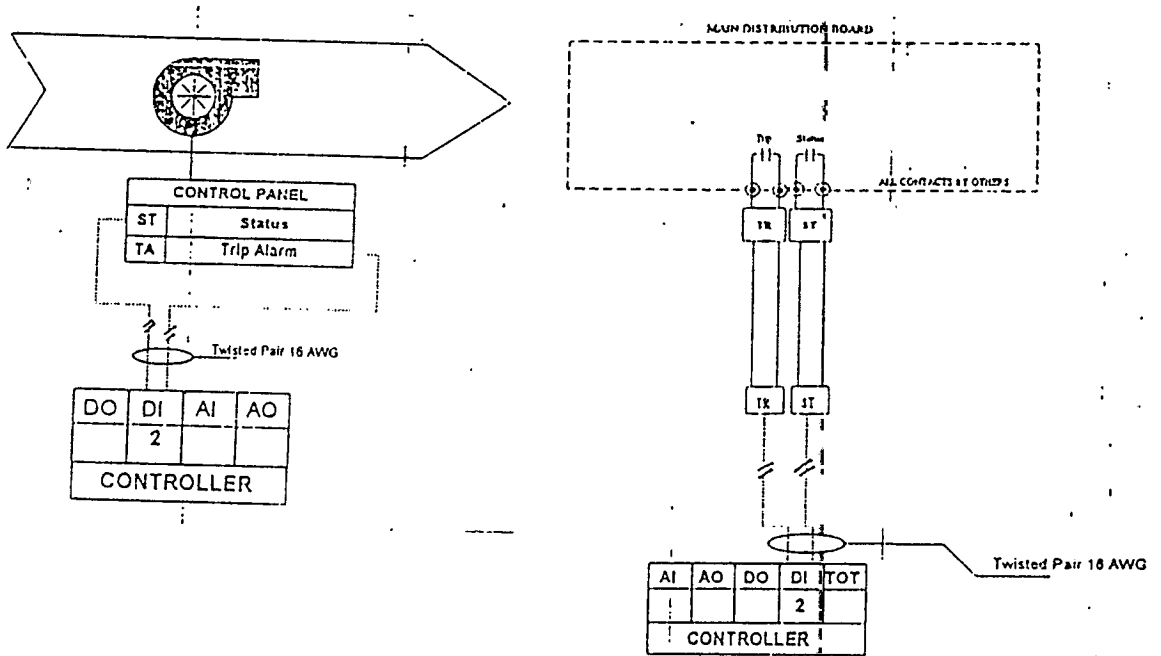 CONTROL PANEL
ST Status
TA Trip Alarm
Twisted Pair 16 AWG
DO DI AI AO
2
CONTROLLER
MAIN DISTRIBUTION BOARD
Trip Status
ALL CONTACTS BY OTHERS
TR ST
TR ST
Twisted Pair 16 AWG
AI AO DO DI TOT
2
CONTROLLER